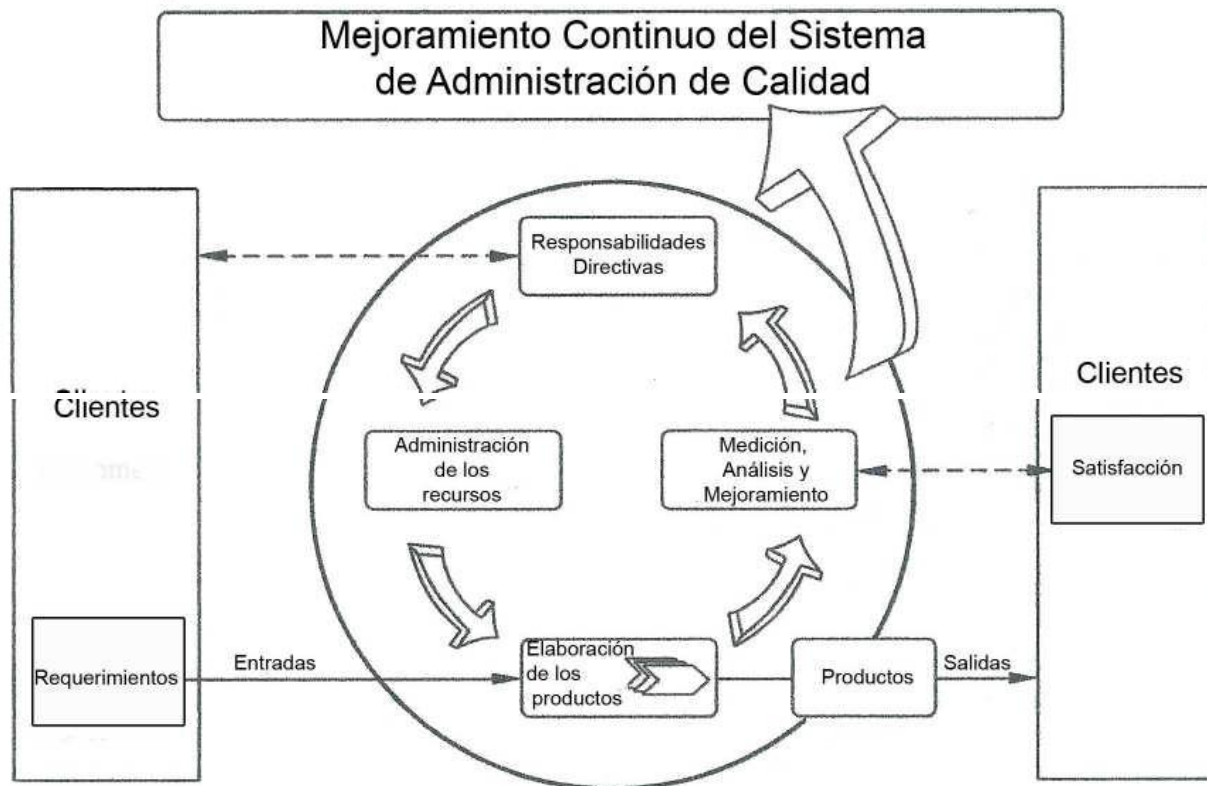 Mejoramiento Continuo del Sistema
de Administración de Calidad
Responsabilidades
Directivas
Clientes
Clientes
Administración
de los
recursos
Medición,
Análisis y
Mejoramiento
Satisfacción
Requerimientos
Entradas
Elaboración
de los
productos
Productos
Salidas